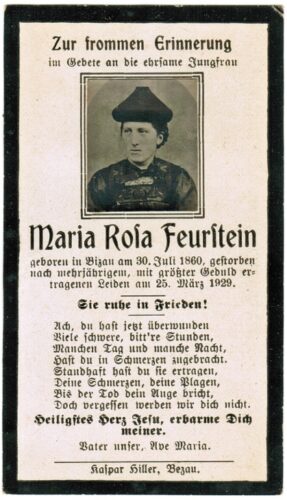 Zur frommen Erinnerung
im Gebete an die ehrsame Jungfrau
Maria Rosa Feurstein
geboren in Bizau am 30. Juli 1860, gestorben
nach mehrjährigem, mit größter Geduld er-
tragenen Leiden am 25. März 1929.
Sie ruhe in Frieden!
Ach, du hast jetzt überwunden
Viele schwere, bitt're Stunden,
Manchen Tag und manche Nacht,
Hast du in Schmerzen zugebracht.
Standhaft hast du sie ertragen,
Deine Schmerzen, deine Plagen,
Bis der Tod dein Auge bricht,
Doch vergessen werden wir dich nicht.
Heiligstes Herz Jesu, erbarme Dich
meiner.
Vater unser, Ave Maria.
Kaspar Hiller, Bezau.